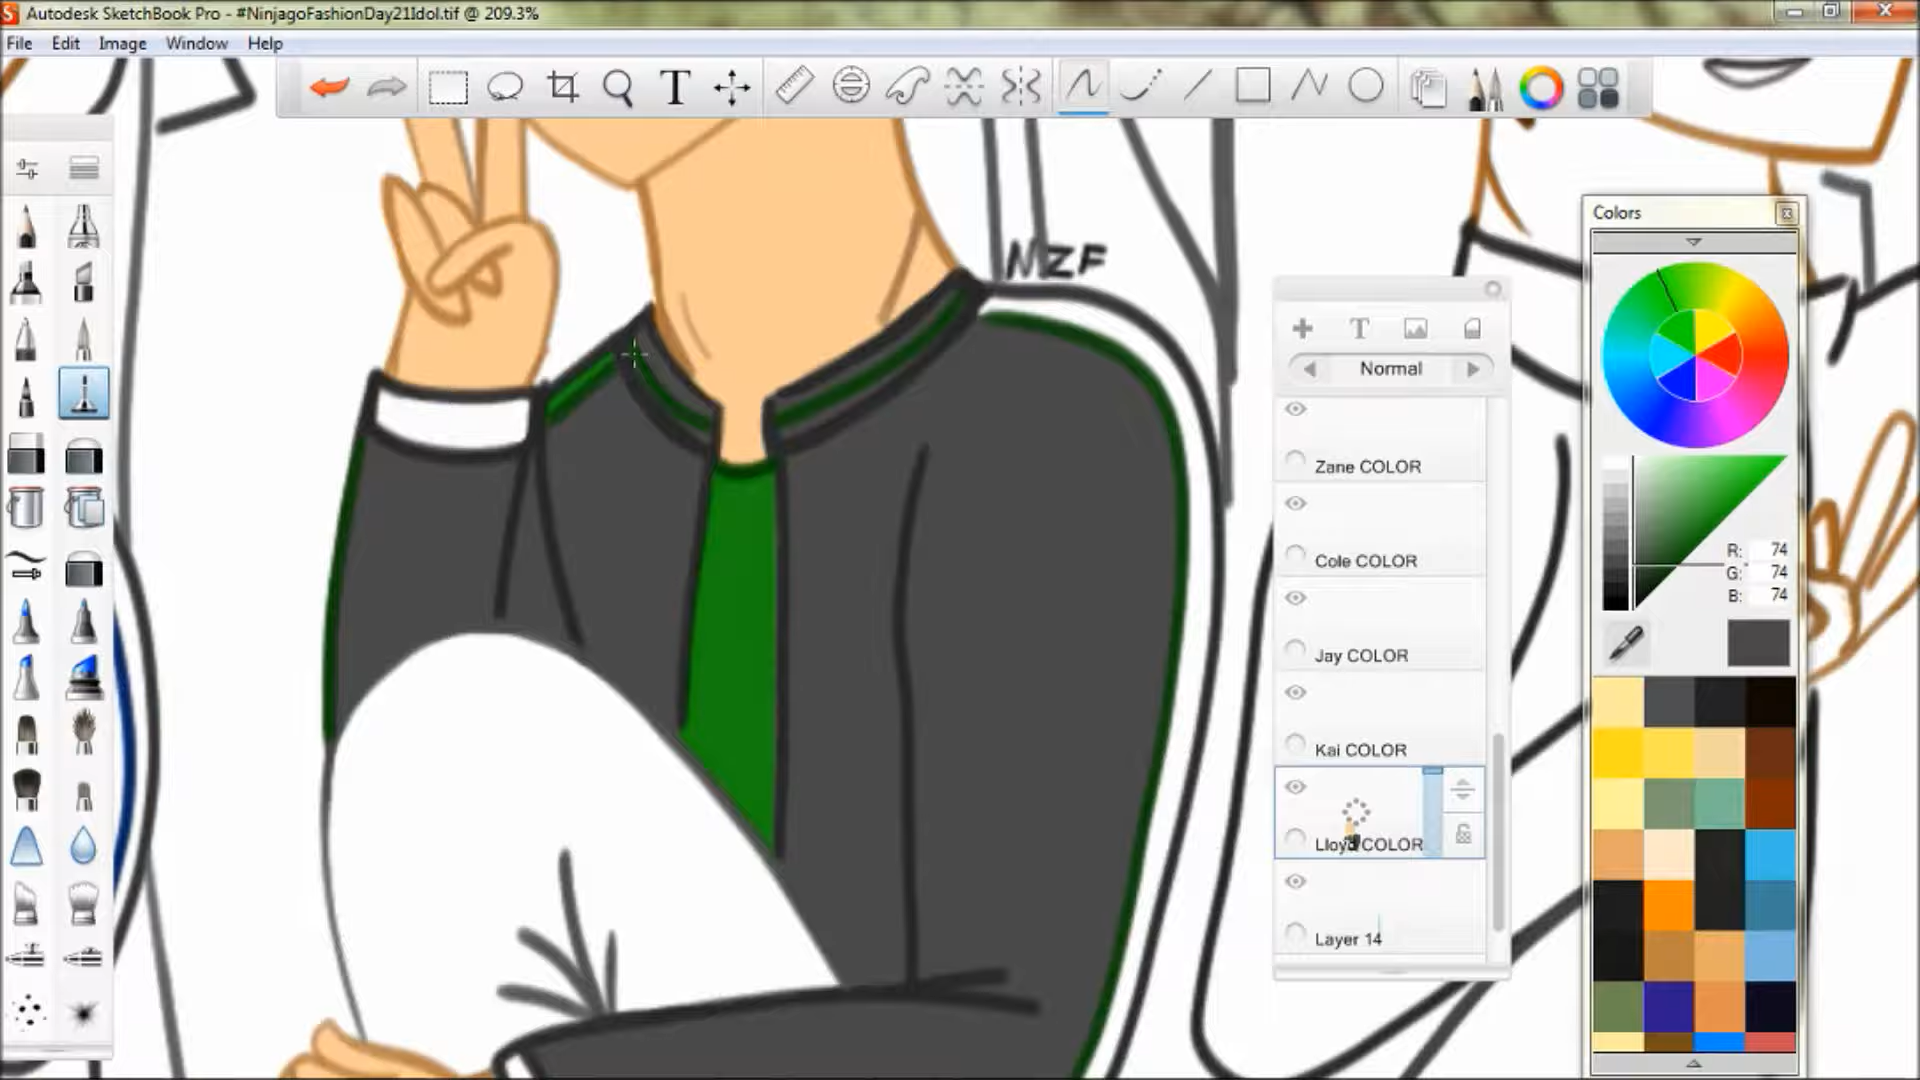 Autodesk SketchBook Pro - #NinjagoFashionDay21Idol.tif @ 209.3%
File Edit Image Window Help
T
NZF
Colors
T
Normal
Zane COLOR
Cole COLOR
R: 74
G: 74
B: 74
Jay COLOR
Kai COLOR
Lloyd COLOR
Layer 14